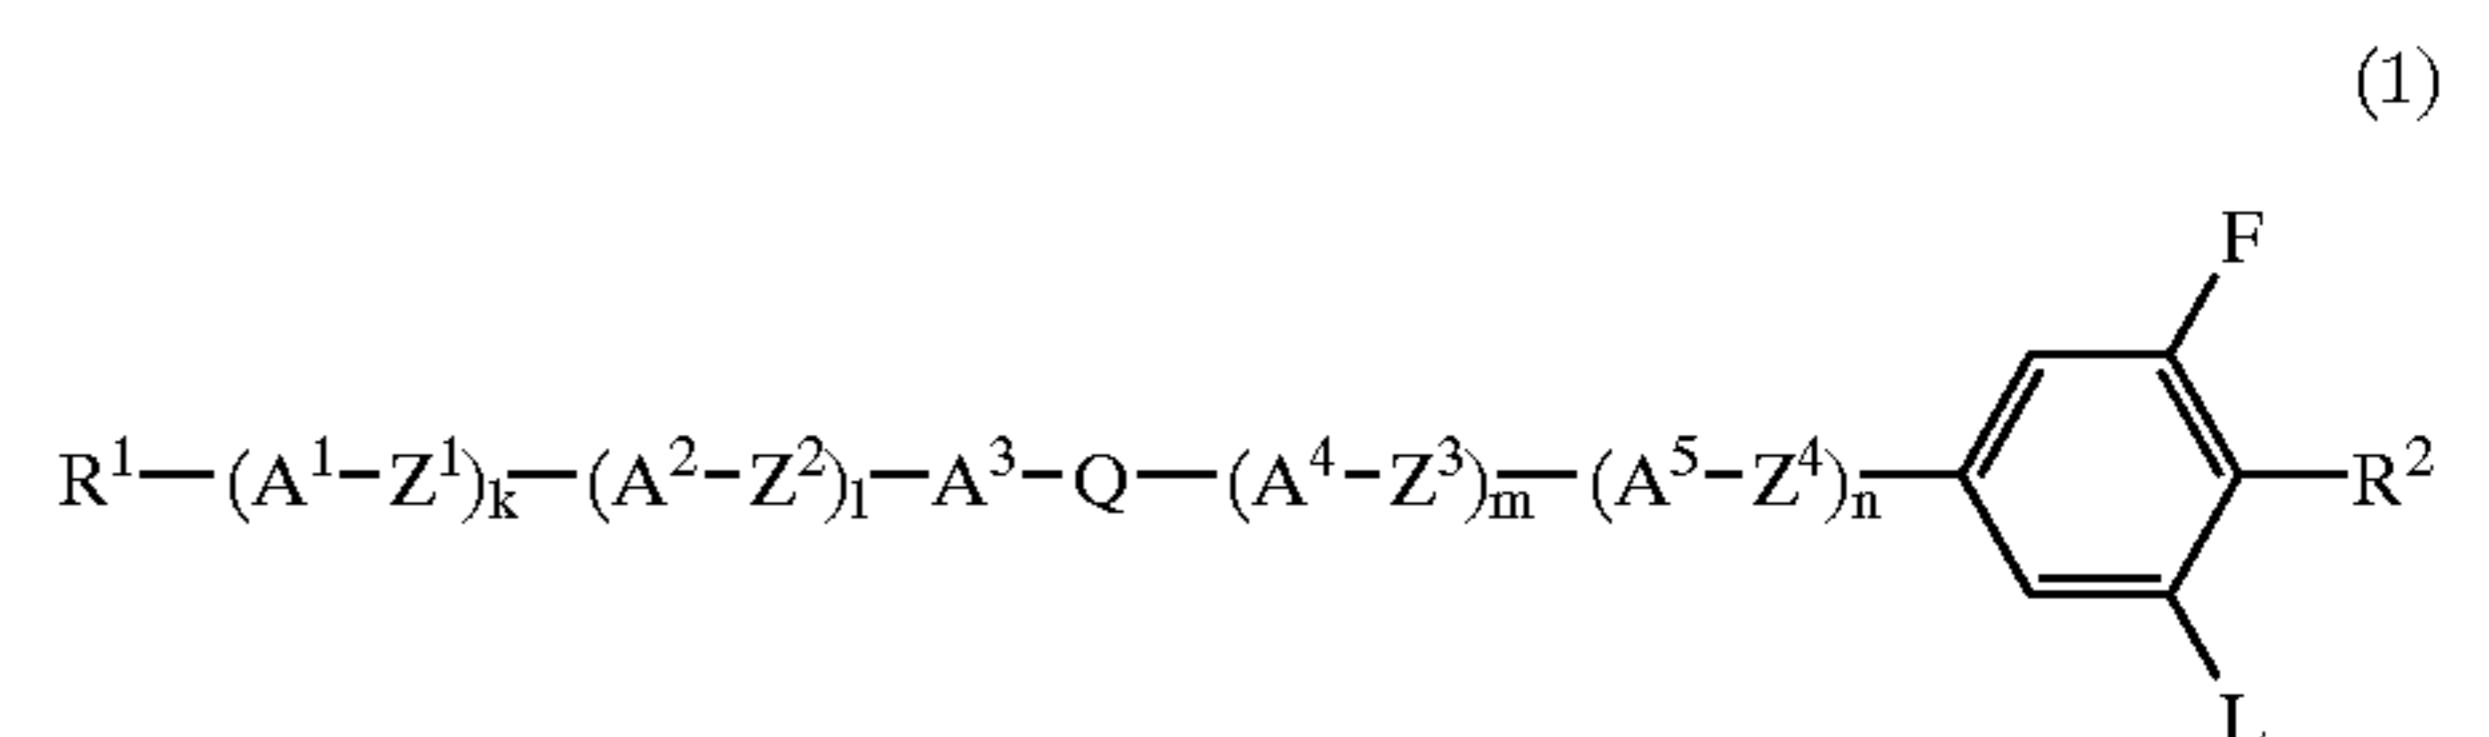 (1)
F
R¹—(A¹-Z¹)ₖ—(A²-Z²)ₗ—A³-Q—(A⁴-Z³)ₘ—(A⁵-Z⁴)ₙ—R²
L